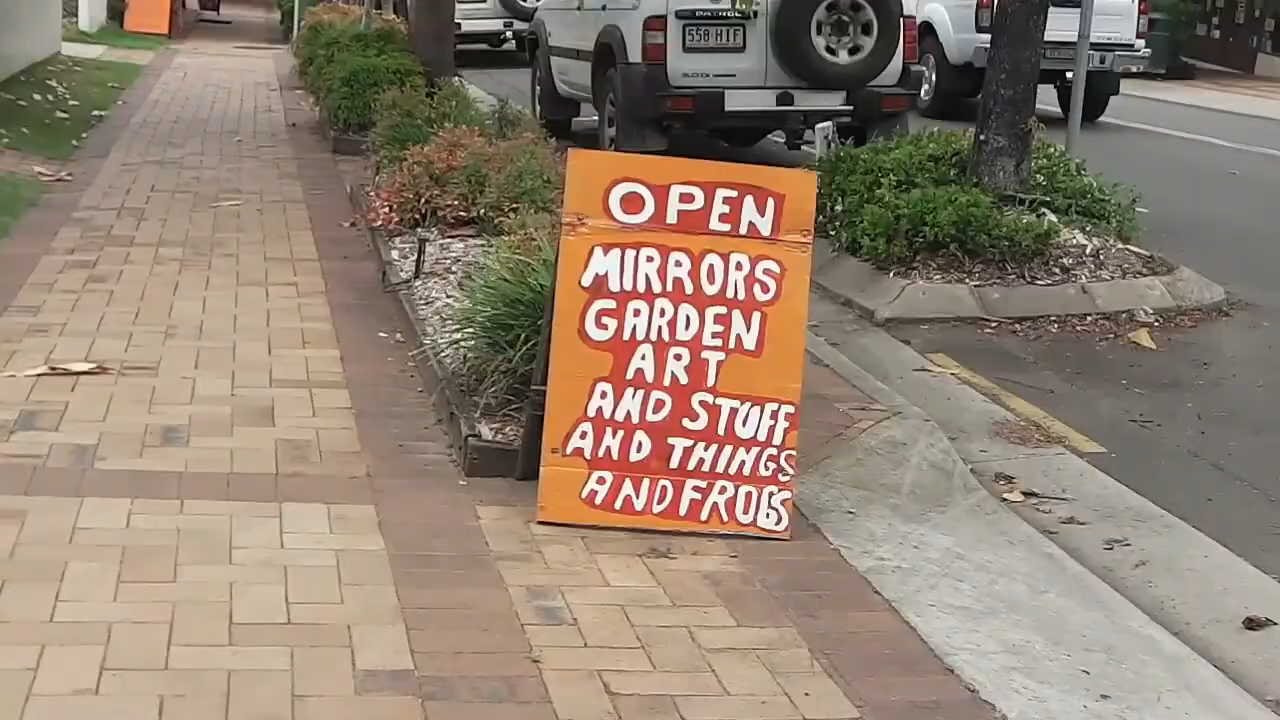 PATROL
558 HIF
OPEN
MIRRORS
GARDEN
ART
AND STUFF
AND THINGS
AND FROGS